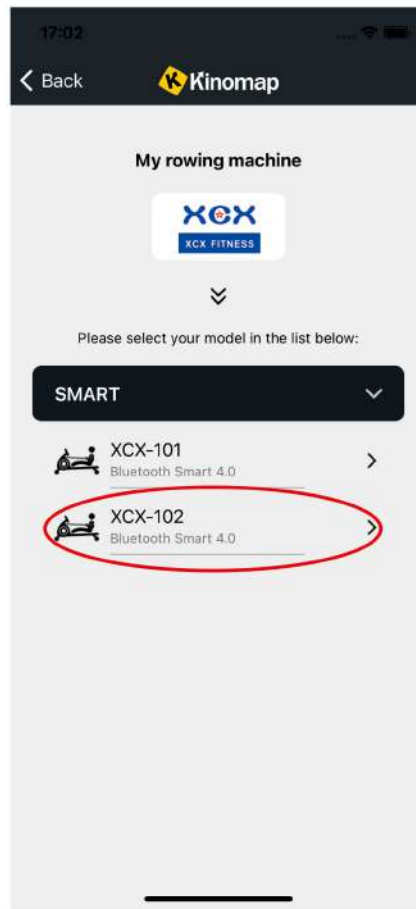 17:02
Back
Kinomap
My rowing machine
XCX
XCX FITNESS
Please select your model in the list below:
SMART
XCX-101
Bluetooth Smart 4.0
XCX-102
Bluetooth Smart 4.0